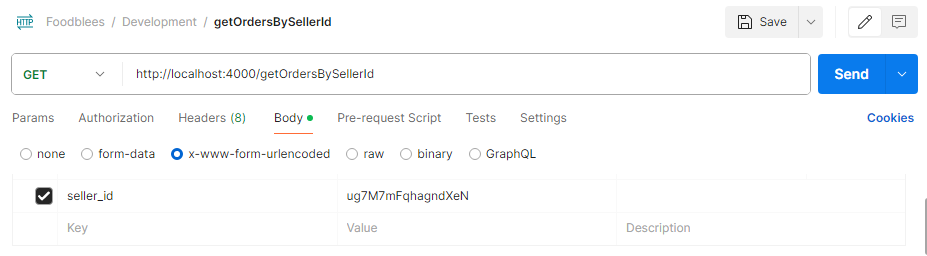 HTTP Foodblees / Development / getOrdersBySellerId Save
GET http://localhost:4000/getOrdersBySellerId Send
Params Authorization Headers (8) Body Pre-request Script Tests Settings Cookies
none form-data x-www-form-urlencoded raw binary GraphQL
seller_id ug7M7mFqhagndXeN
Key Value Description